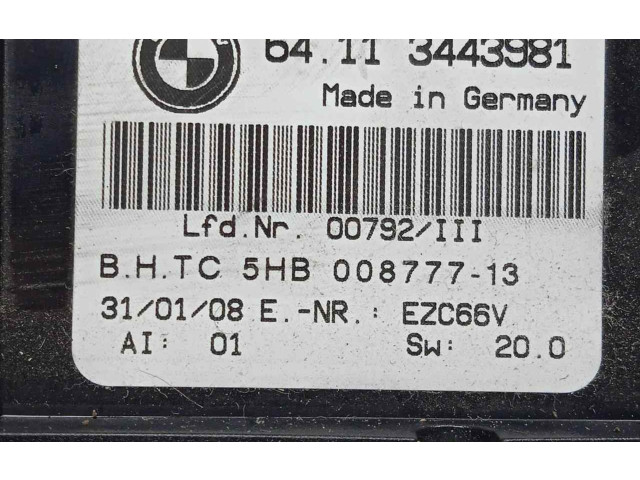 64.11 3443981
Made in Germany
Lfd.Nr. 00792/III
B.H.TC 5HB 008777-13
31/01/08 E.-NR.: EZC66V
AI: 01 Sw: 20.0